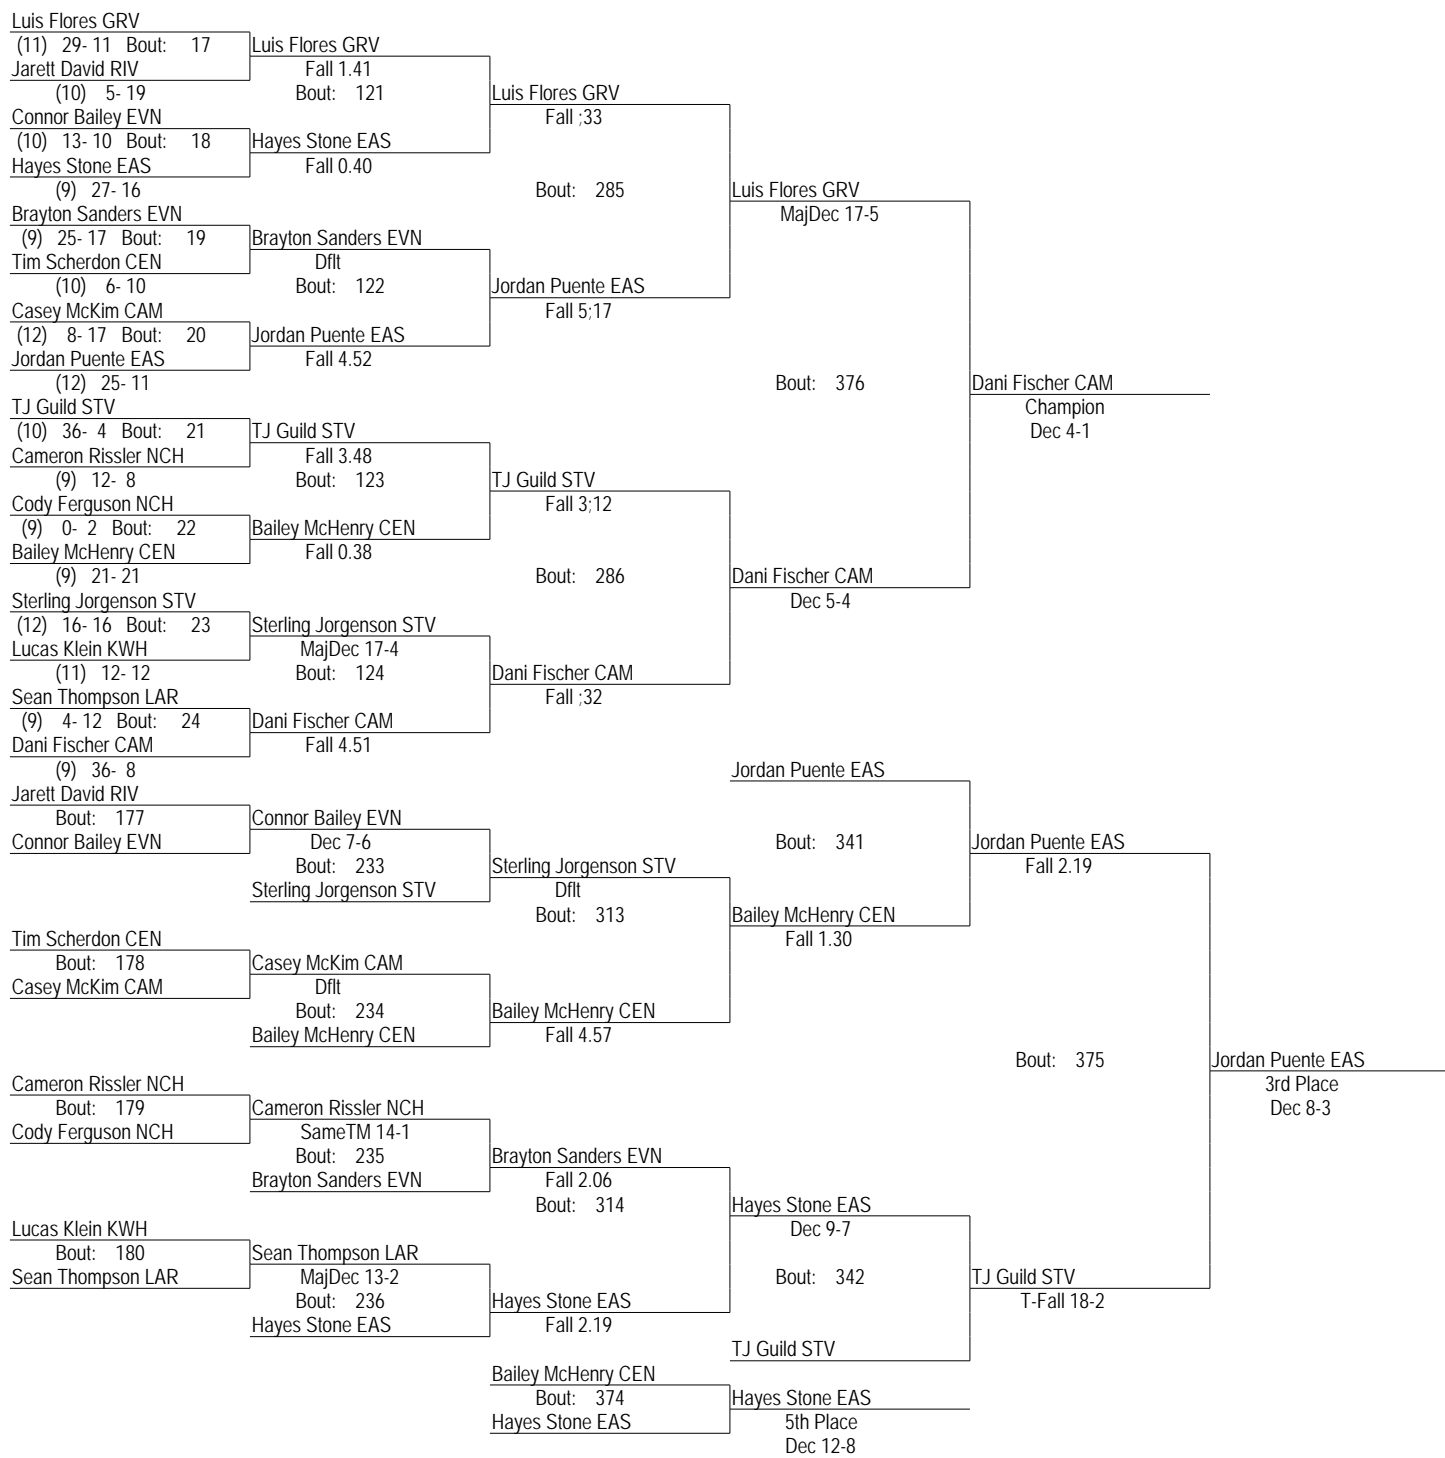 Luis Flores GRV
(11) 29- 11 Bout: 17 Luis Flores GRV
Jarett David RIV Fall 1.41
(10) 5- 19 Bout: 121 Luis Flores GRV
Connor Bailey EVN Fall ;33
(10) 13- 10 Bout: 18 Hayes Stone EAS
Hayes Stone EAS Fall 0.40
(9) 27- 16 Bout: 285 Luis Flores GRV
Brayton Sanders EVN MajDec 17-5
(9) 25- 17 Bout: 19 Brayton Sanders EVN
Tim Scherdon CEN Dflt
(10) 6- 10 Bout: 122 Jordan Puente EAS
Casey McKim CAM Fall 5;17
(12) 8- 17 Bout: 20 Jordan Puente EAS
Jordan Puente EAS Fall 4.52
(12) 25- 11 Bout: 376 Dani Fischer CAM
TJ Guild STV Champion
(10) 36- 4 Bout: 21 TJ Guild STV Dec 4-1
Cameron Rissler NCH Fall 3.48
(9) 12- 8 Bout: 123 TJ Guild STV
Cody Ferguson NCH Fall 3;12
(9) 0- 2 Bout: 22 Bailey McHenry CEN
Bailey McHenry CEN Fall 0.38
(9) 21- 21 Bout: 286 Dani Fischer CAM
Sterling Jorgenson STV Dec 5-4
(12) 16- 16 Bout: 23 Sterling Jorgenson STV
Lucas Klein KWH MajDec 17-4
(11) 12- 12 Bout: 124 Dani Fischer CAM
Sean Thompson LAR Fall ;32
(9) 4- 12 Bout: 24 Dani Fischer CAM
Dani Fischer CAM Fall 4.51
(9) 36- 8 Jordan Puente EAS
Jarett David RIV
Bout: 177 Connor Bailey EVN
Connor Bailey EVN Dec 7-6 Bout: 341 Jordan Puente EAS
Bout: 233 Sterling Jorgenson STV Fall 2.19
Sterling Jorgenson STV Dflt
Bout: 313 Bailey McHenry CEN
Tim Scherdon CEN Fall 1.30
Bout: 178 Casey McKim CAM
Casey McKim CAM Dflt
Bout: 234 Bailey McHenry CEN
Bailey McHenry CEN Fall 4.57
Bout: 375 Jordan Puente EAS
Cameron Rissler NCH 3rd Place
Bout: 179 Cameron Rissler NCH Dec 8-3
Cody Ferguson NCH SameTM 14-1
Bout: 235 Brayton Sanders EVN
Brayton Sanders EVN Fall 2.06
Bout: 314 Hayes Stone EAS
Lucas Klein KWH Dec 9-7
Bout: 180 Sean Thompson LAR
Sean Thompson LAR MajDec 13-2 Bout: 342 TJ Guild STV
Bout: 236 Hayes Stone EAS T-Fall 18-2
Hayes Stone EAS Fall 2.19
TJ Guild STV
Bailey McHenry CEN
Bout: 374 Hayes Stone EAS
Hayes Stone EAS 5th Place
Dec 12-8